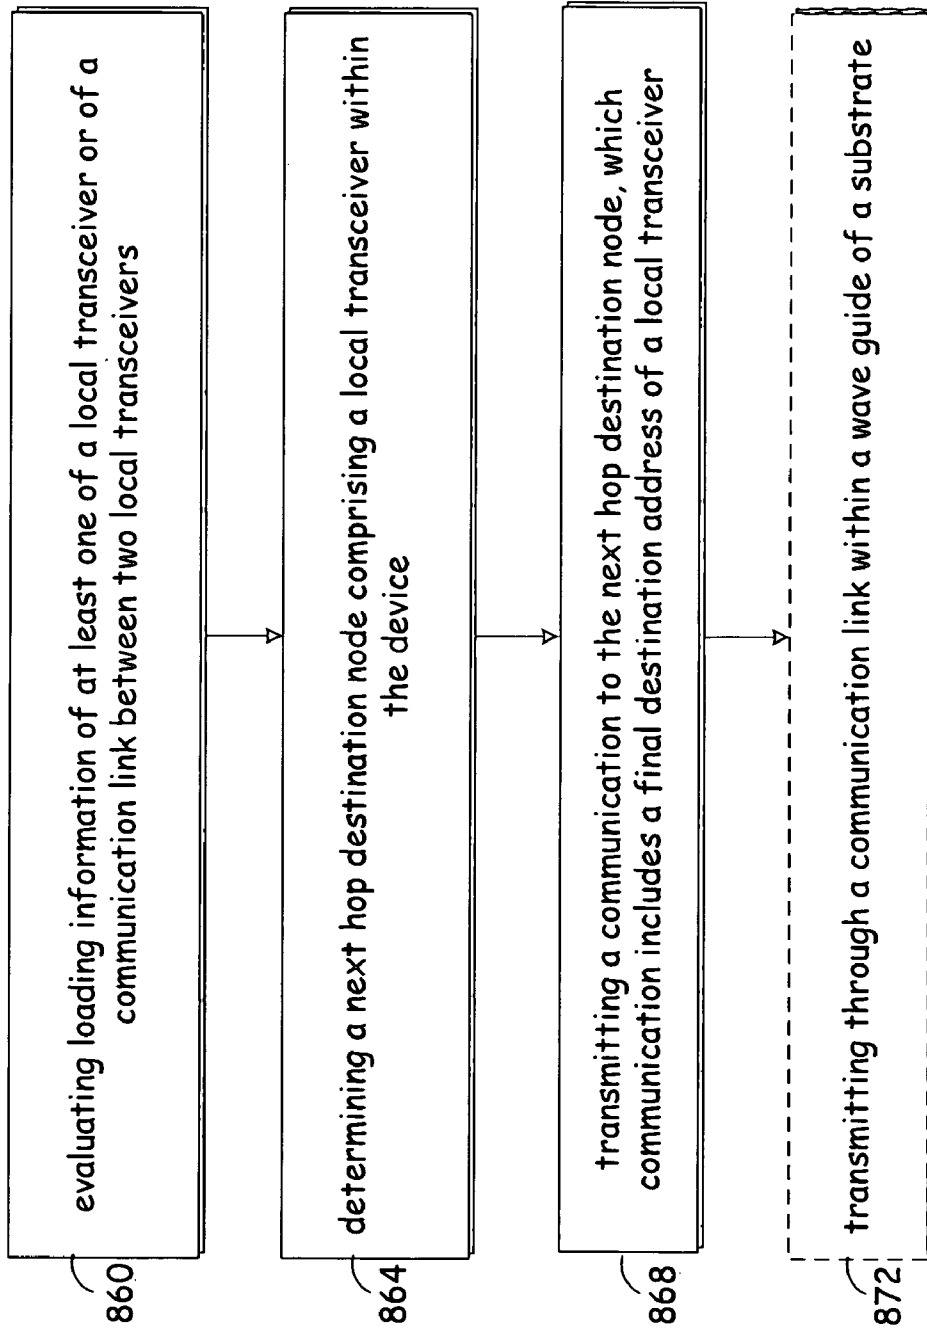 evaluating loading information of at least one of a local transceiver or of a
communication link between two local transceivers
860
determining a next hop destination node comprising a local transceiver within
the device
864
transmitting a communication to the next hop destination node, which
communication includes a final destination address of a local transceiver
868
transmitting through a communication link within a wave guide of a substrate
872